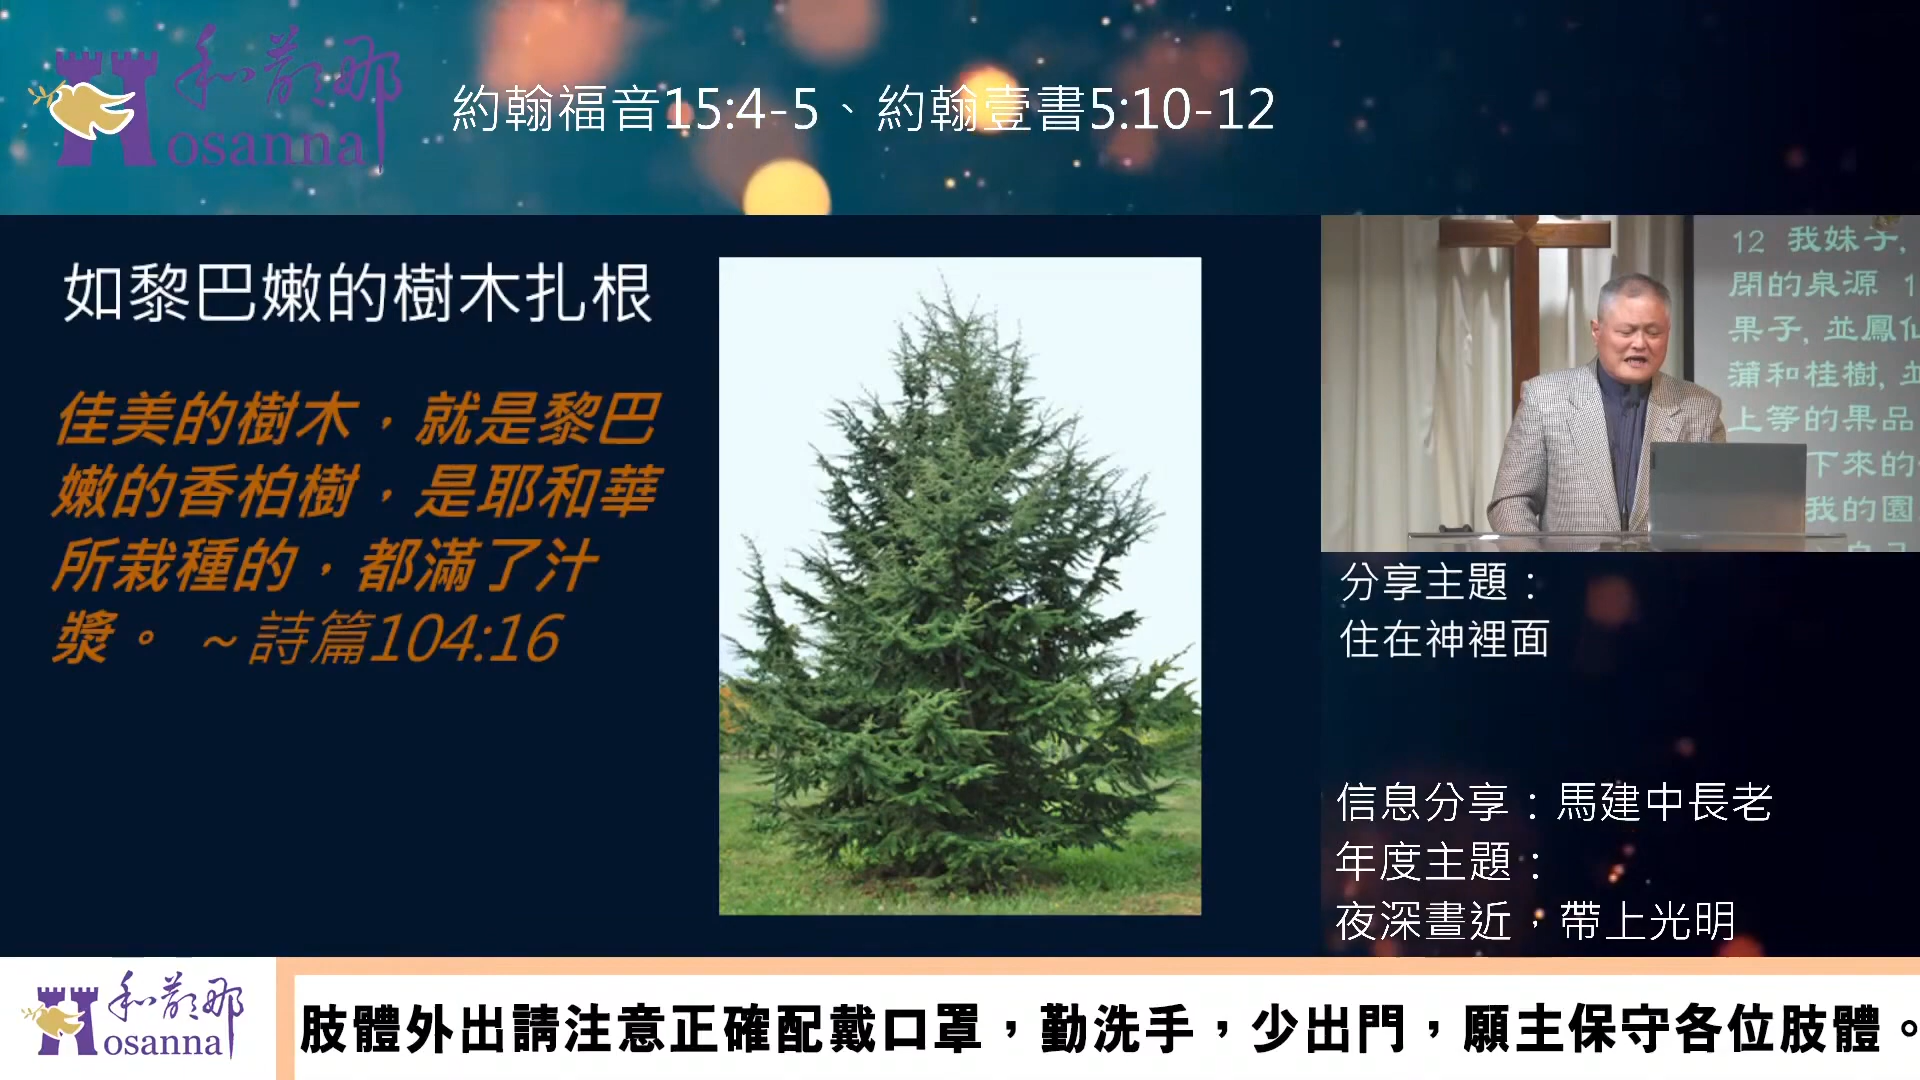 和散那
Hosanna
約翰福音15:4-5、約翰壹書5:10-12
如黎巴嫩的樹木扎根
佳美的樹木，就是黎巴
嫩的香柏樹，是耶和華
所栽種的，都滿了汁
漿。 ~詩篇104:16
12 我妹子,
閉的泉源 1
果子, 並鳳仙
蒲和桂樹, 並
上等的果品
下來的
我的園
分享主題：
住在神裡面
信息分享：馬建中長老
年度主題：
夜深晝近，帶上光明
和散那
Hosanna
肢體外出請注意正確配戴口罩，勤洗手，少出門，願主保守各位肢體。